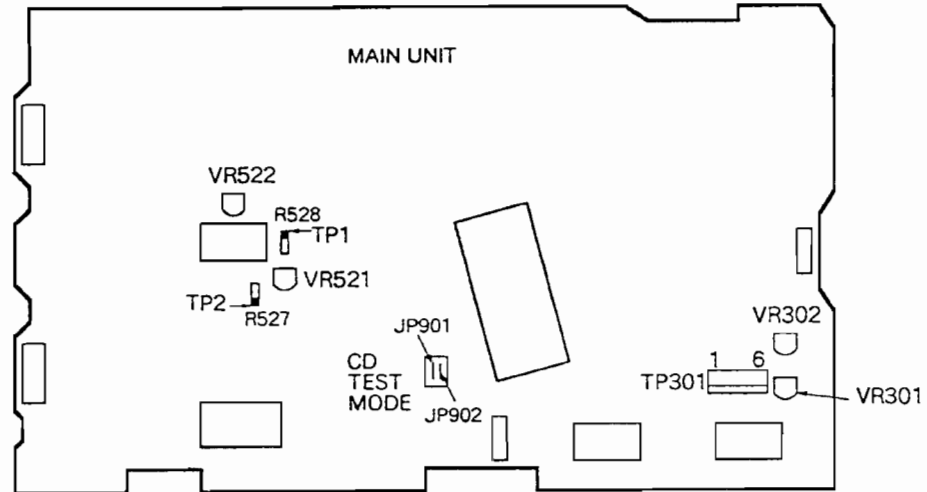 MAIN UNIT
VR522
R528
TP1
VR521
TP2
R527
JP901
CD
TEST
MODE
JP902
VR302
1 6
TP301
VR301